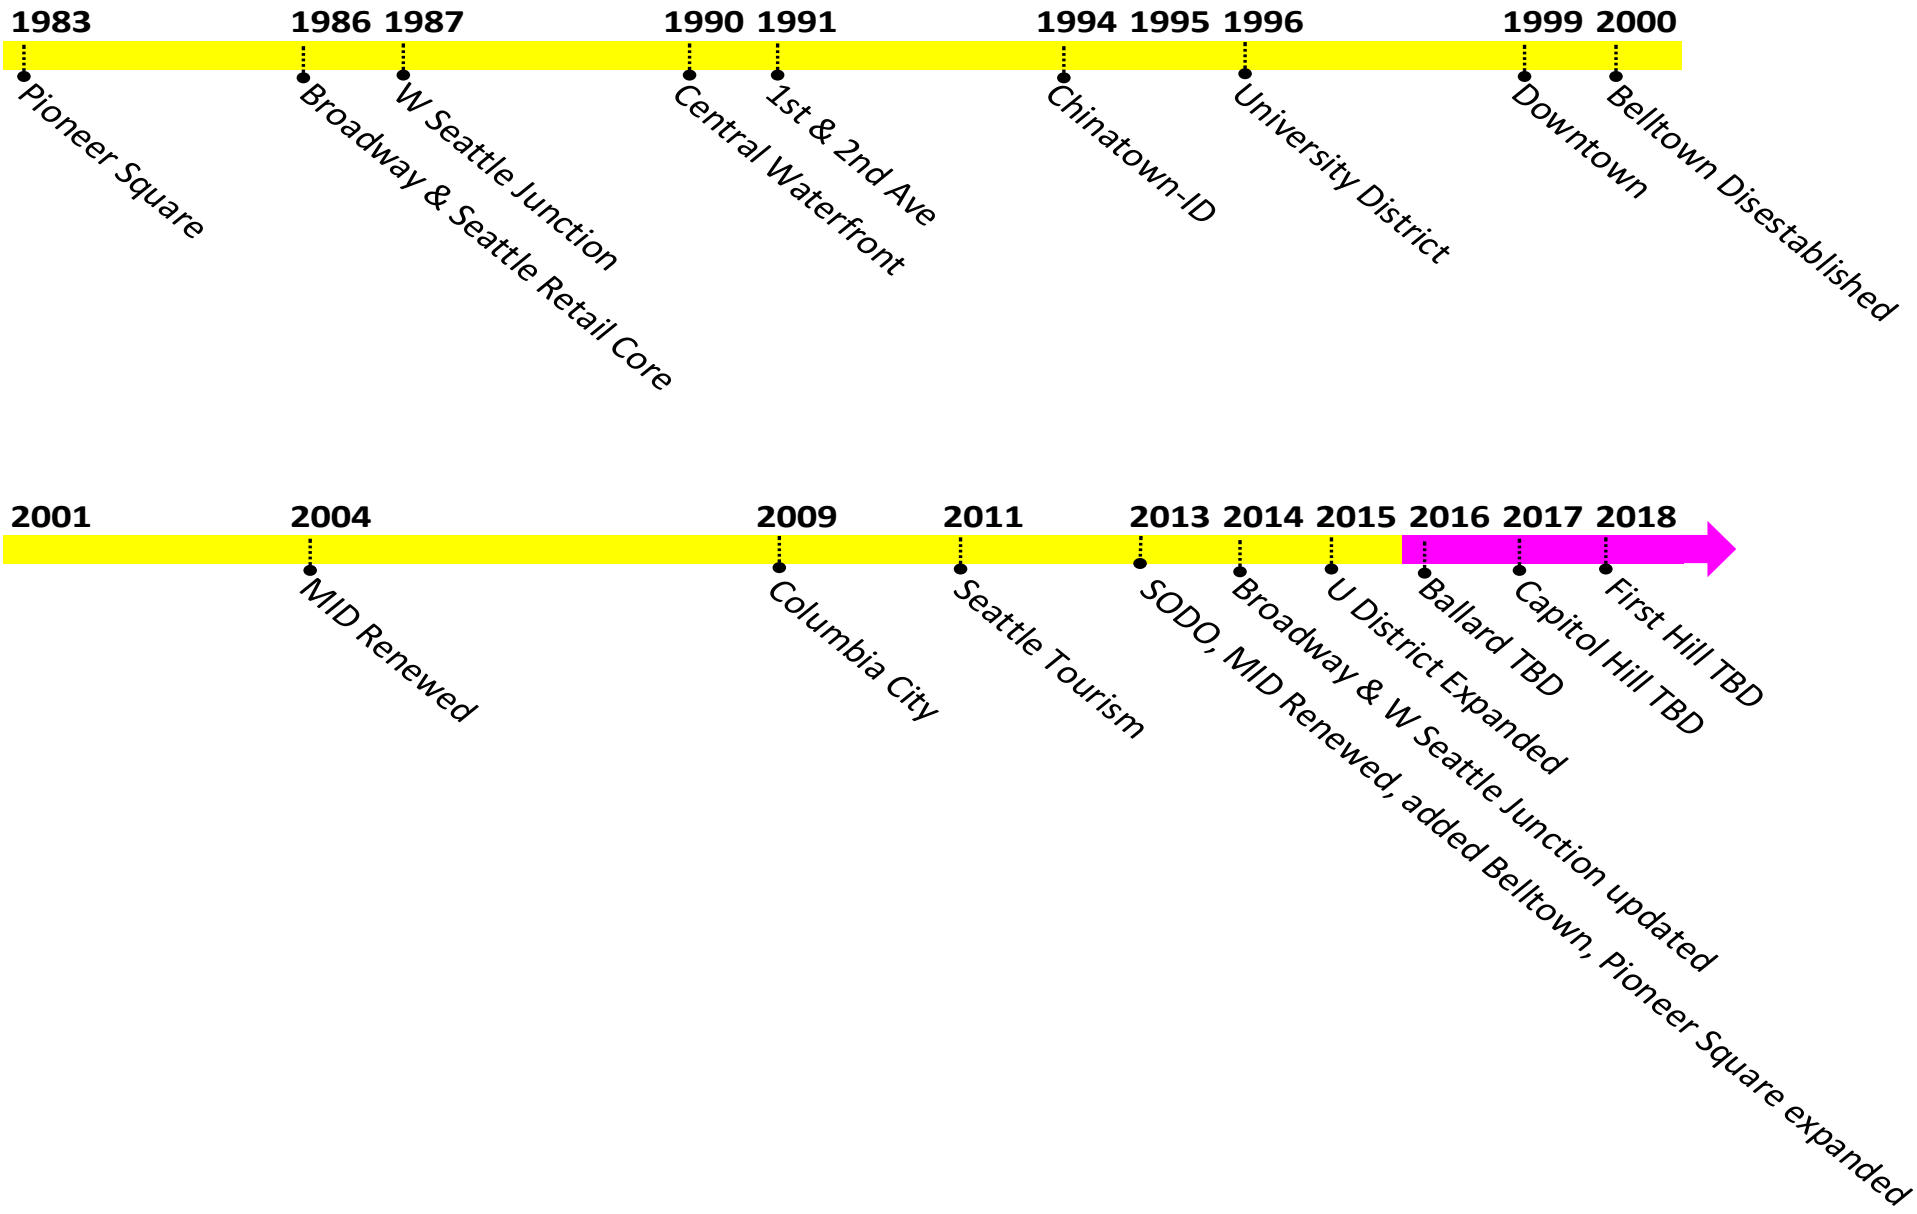 1983 1986 1987 1990 1991 1994 1995 1996 1999 2000
Pioneer Square
Broadway & Seattle Retail Core
W Seattle Junction
Central Waterfront
1st & 2nd Ave
Chinatown-ID
University District
Downtown
Belltown Disestablished
2001 2004 2009 2011 2013 2014 2015 2016 2017 2018
MID Renewed
Columbia City
Seattle Tourism
SODO, MID Renewed, added Belltown, Pioneer Square expanded
Broadway & W Seattle Junction updated
U District Expanded
Ballard TBD
Capitol Hill TBD
First Hill TBD